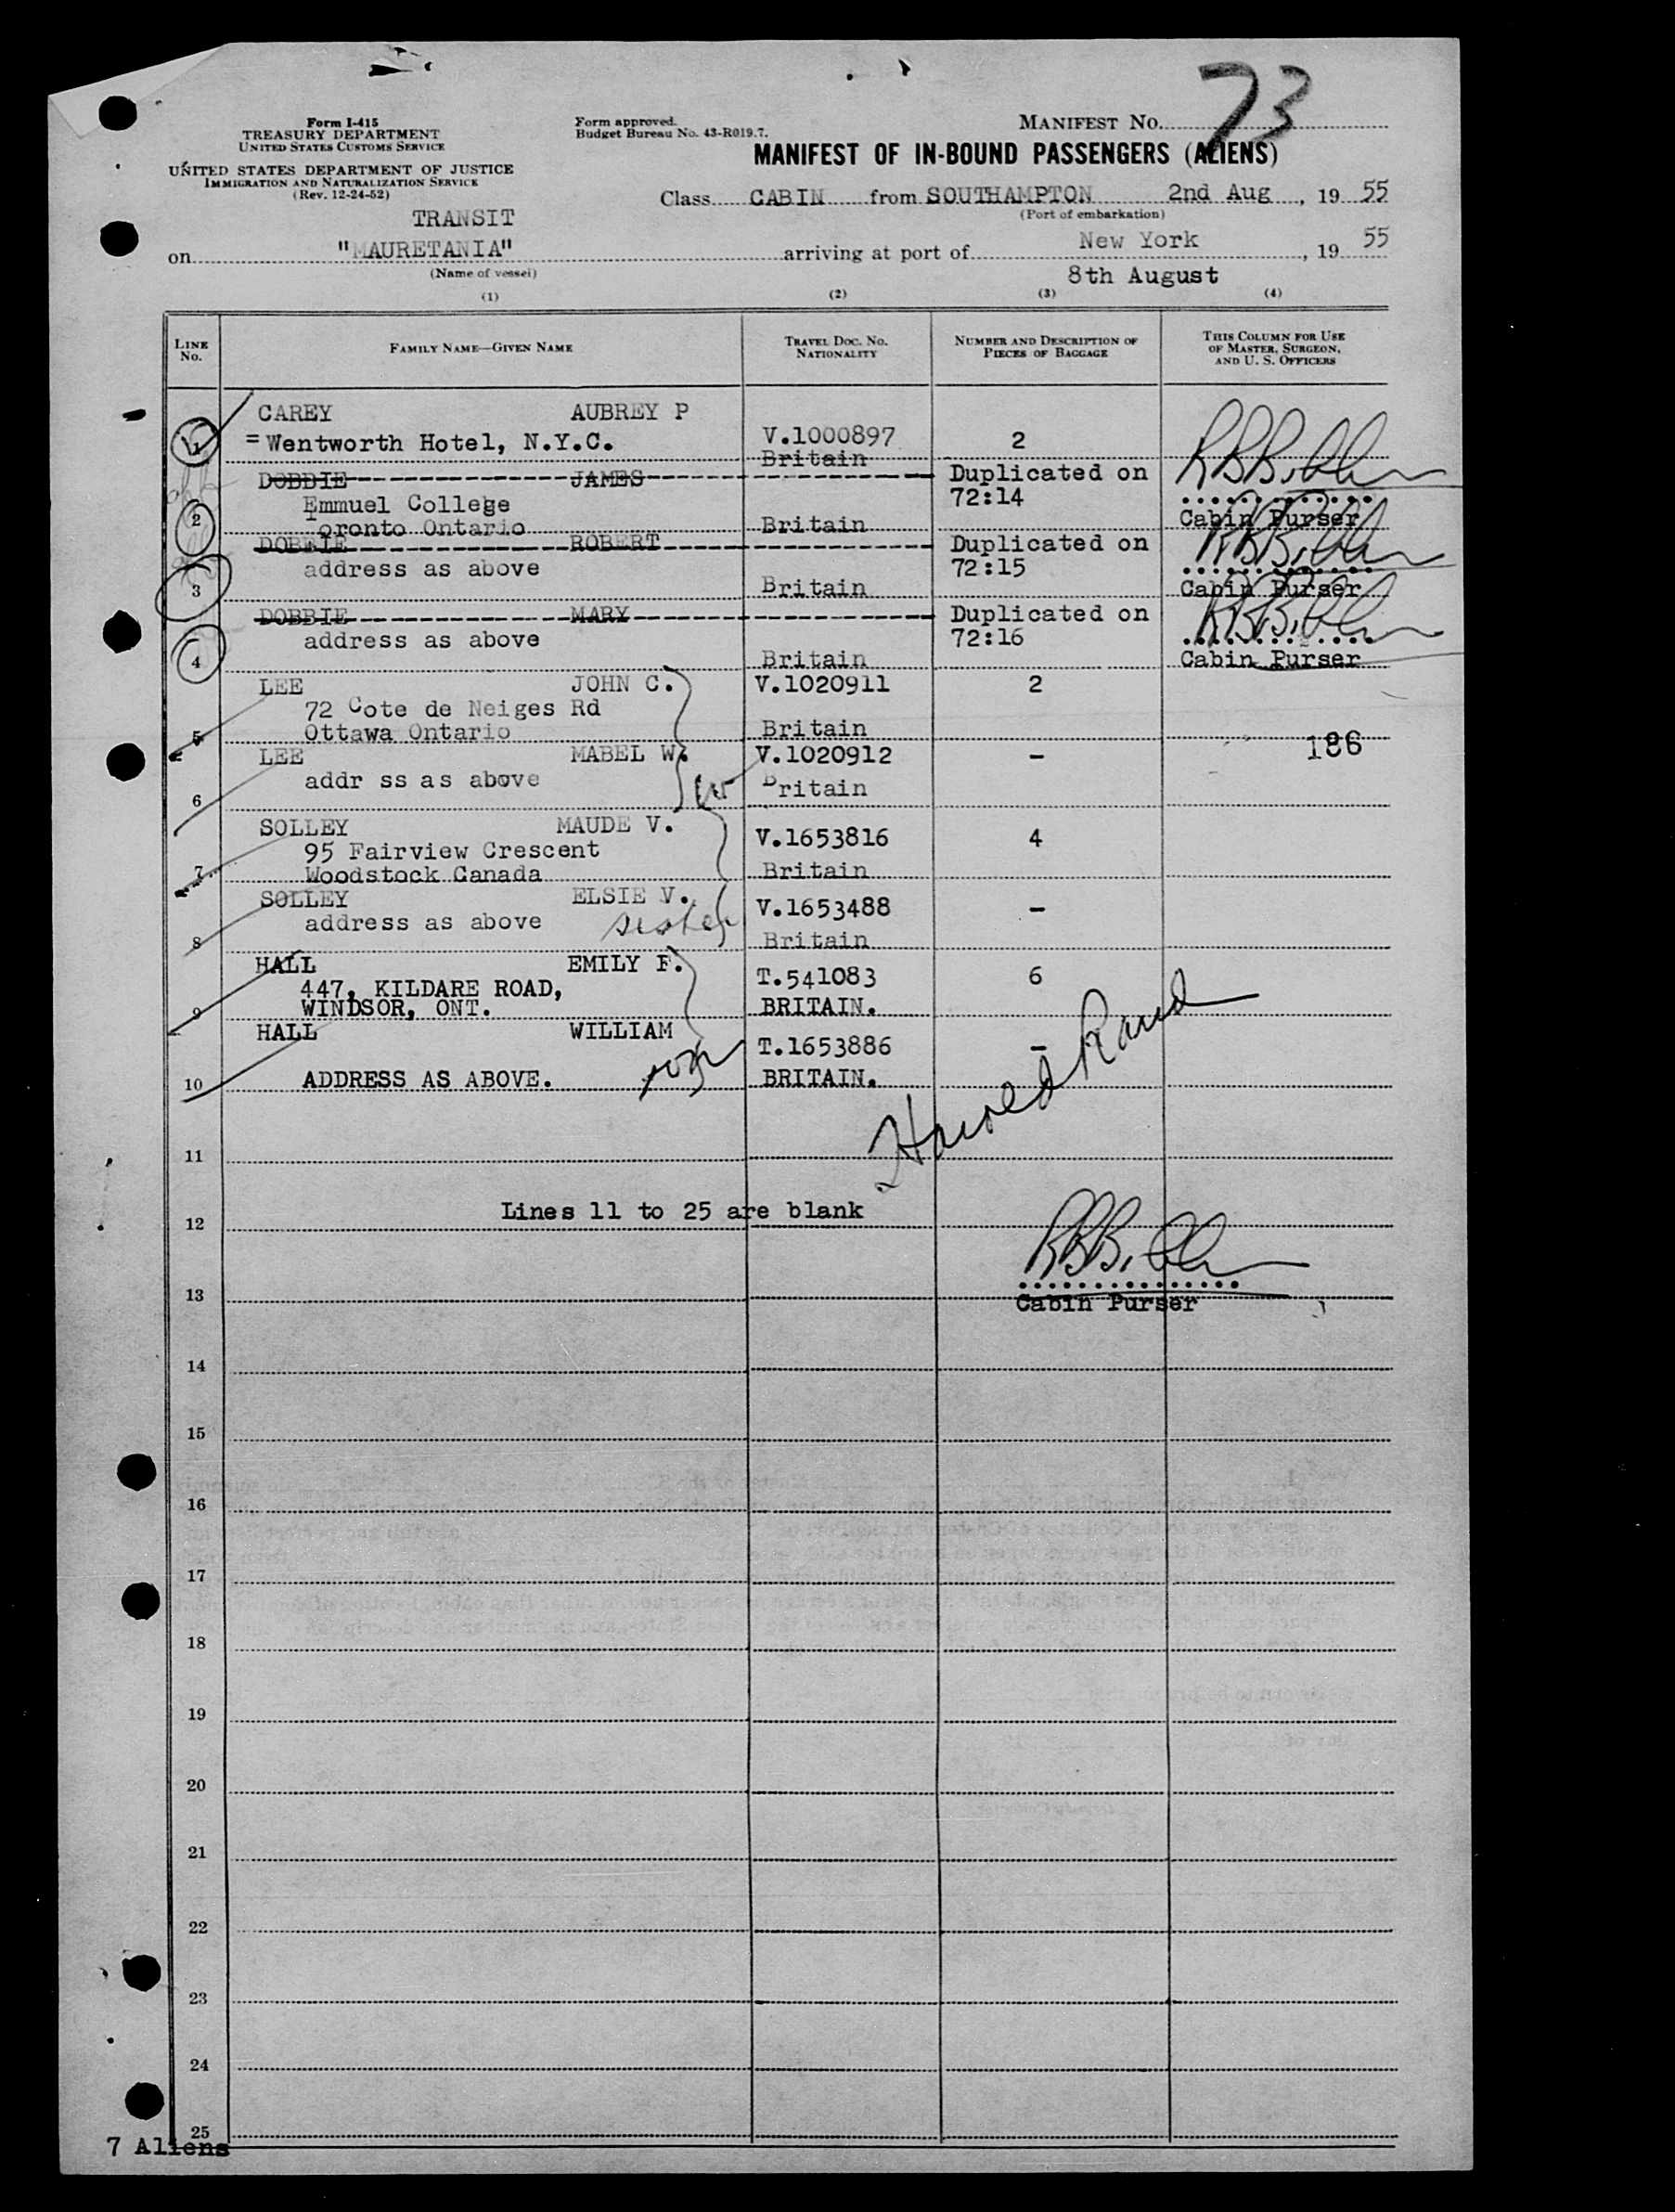 73
Form I-415
TREASURY DEPARTMENT
UNITED STATES CUSTOMS SERVICE
UNITED STATES DEPARTMENT OF JUSTICE
IMMIGRATION AND NATURALIZATION SERVICE
(Rev. 12-24-52)
Form approved.
Budget Bureau No. 43-R019.7.
MANIFEST NO.
MANIFEST OF IN-BOUND PASSENGERS (ALIENS)
Class CABIN from SOUTHAMPTON 2nd Aug, 19 55
(Port of embarkation)
TRANSIT
on "MAURETANIA" arriving at port of New York, 19 55
(Name of vessel)
8th August
(1) (2) (3) (4)
LINE No.
FAMILY NAME—GIVEN NAME
TRAVEL DOC. NO. NATIONALITY
NUMBER AND DESCRIPTION OF PIECES OF BAGGAGE
THIS COLUMN FOR USE OF MASTER, SURGEON, AND U. S. OFFICERS
1 CAREY AUBREY P
= Wentworth Hotel, N.Y.C. V.1000897 2
Britain
DOBBIE JAMES Duplicated on
Emmuel College 72:14
2 Toronto Ontario Britain Cabin Purser
DOBBIE ROBERT Duplicated on
address as above 72:15
3 Britain Cabin Purser
DOBBIE MARY Duplicated on
address as above 72:16
4 Britain Cabin Purser
LEE JOHN C. V.1020911 2
72 Cote de Neiges Rd
5 Ottawa Ontario Britain
186
LEE MABEL W. V.1020912 -
addr ss as above Britain
6
SOLLEY MAUDE V. V.1653816 4
95 Fairview Crescent
7 Woodstock Canada Britain
SOLLEY ELSIE V. V.1653488 -
address as above sister
8 Britain
HALL EMILY F. T.541083 6
447, KILDARE ROAD,
9 WINDSOR, ONT. BRITAIN.
HALL WILLIAM T.1653886 -
10 ADDRESS AS ABOVE. son BRITAIN.
Harold Rand
11
Lines 11 to 25 are blank
12
13 Cabin Purser
14
15
16
17
18
19
20
21
22
23
24
25
7 Aliens